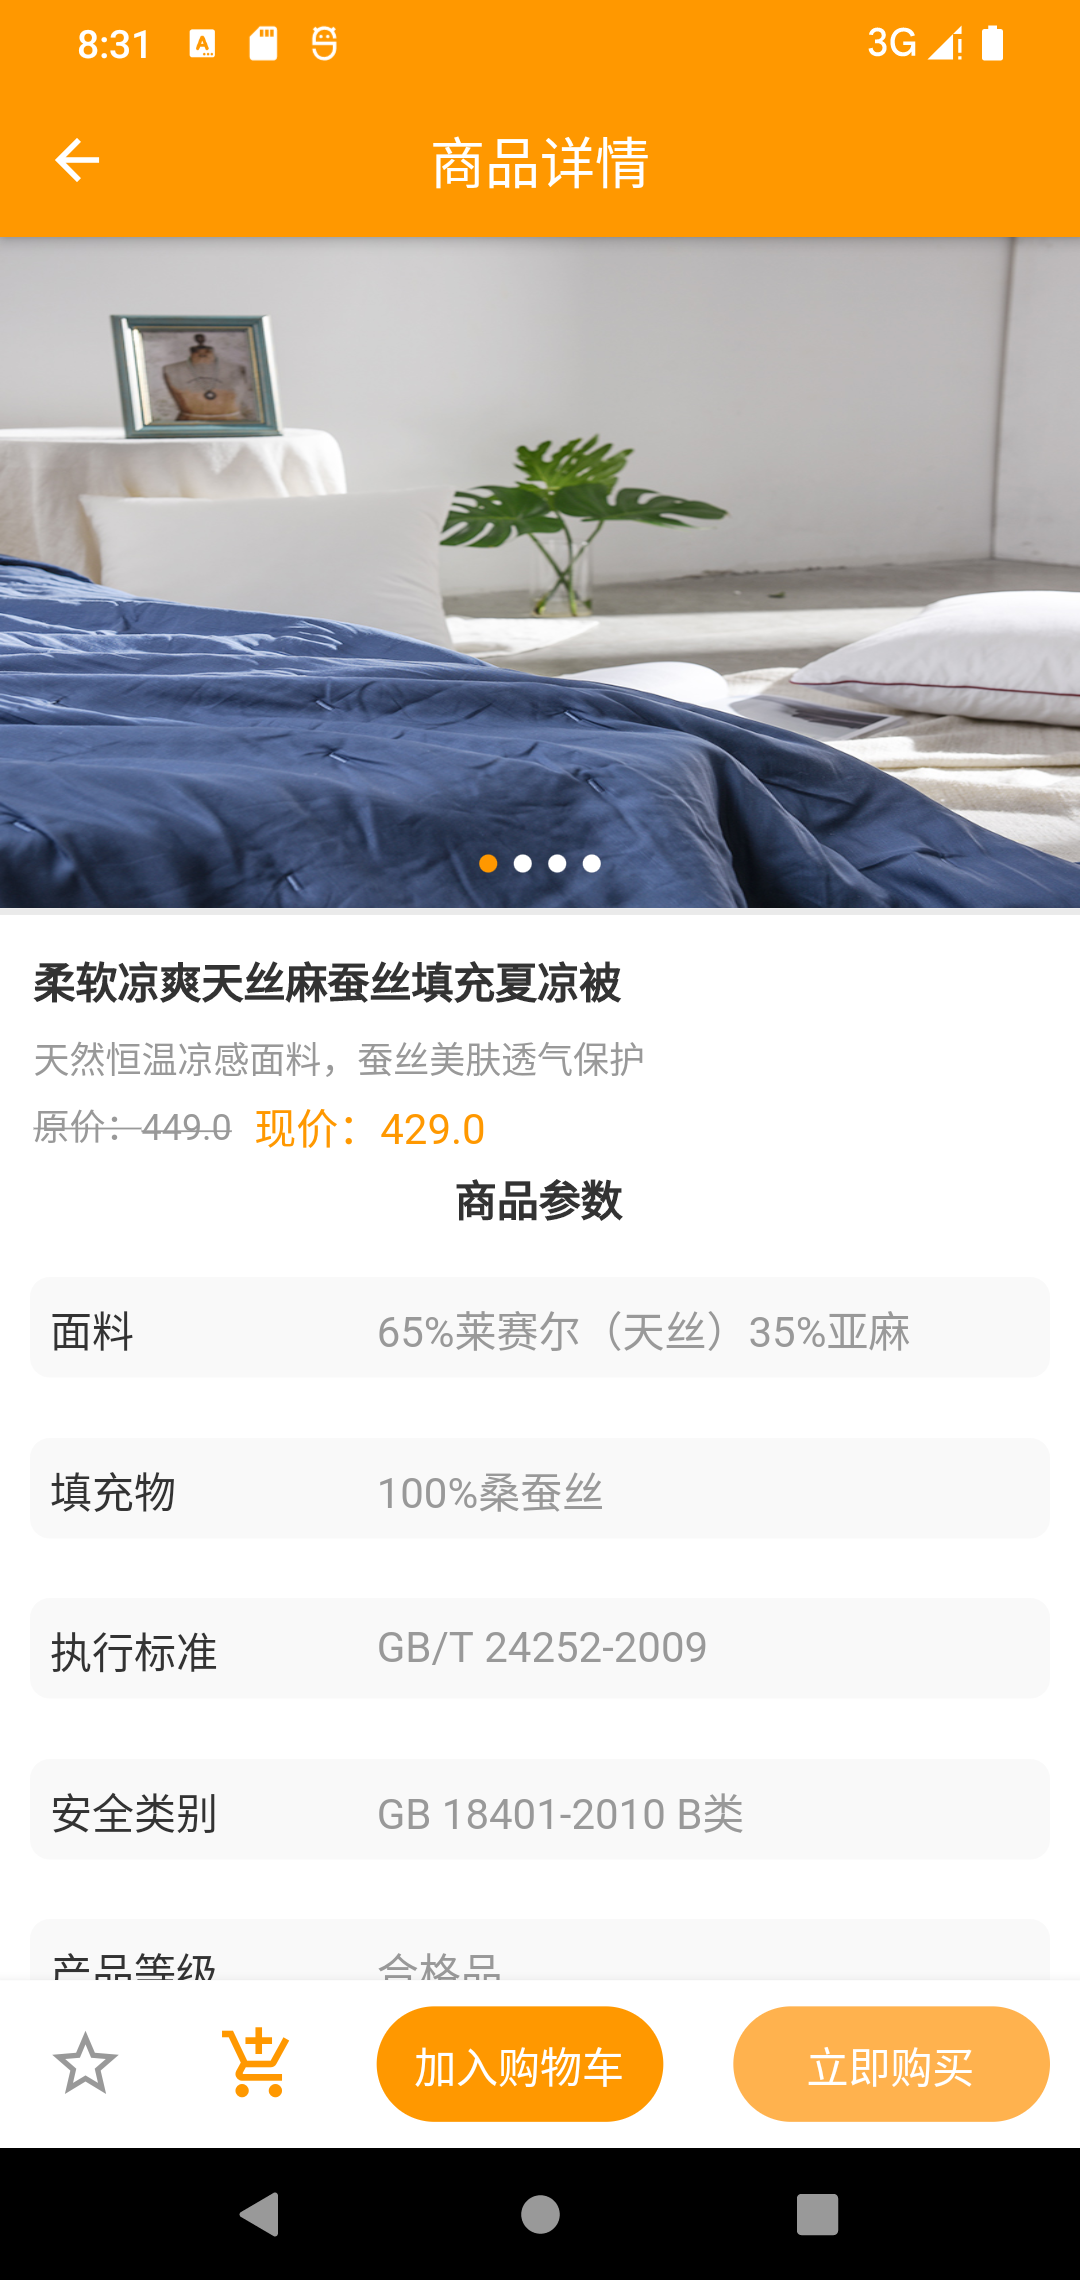 8:31
3G
商品详情
柔软凉爽天丝麻蚕丝填充夏凉被
天然恒温凉感面料，蚕丝美肤透气保护
原价：449.0 现价：429.0
商品参数
面料 65%莱赛尔（天丝）35%亚麻
填充物 100%桑蚕丝
执行标准 GB/T 24252-2009
安全类别 GB 18401-2010 B类
产品等级 合格品
加入购物车 立即购买